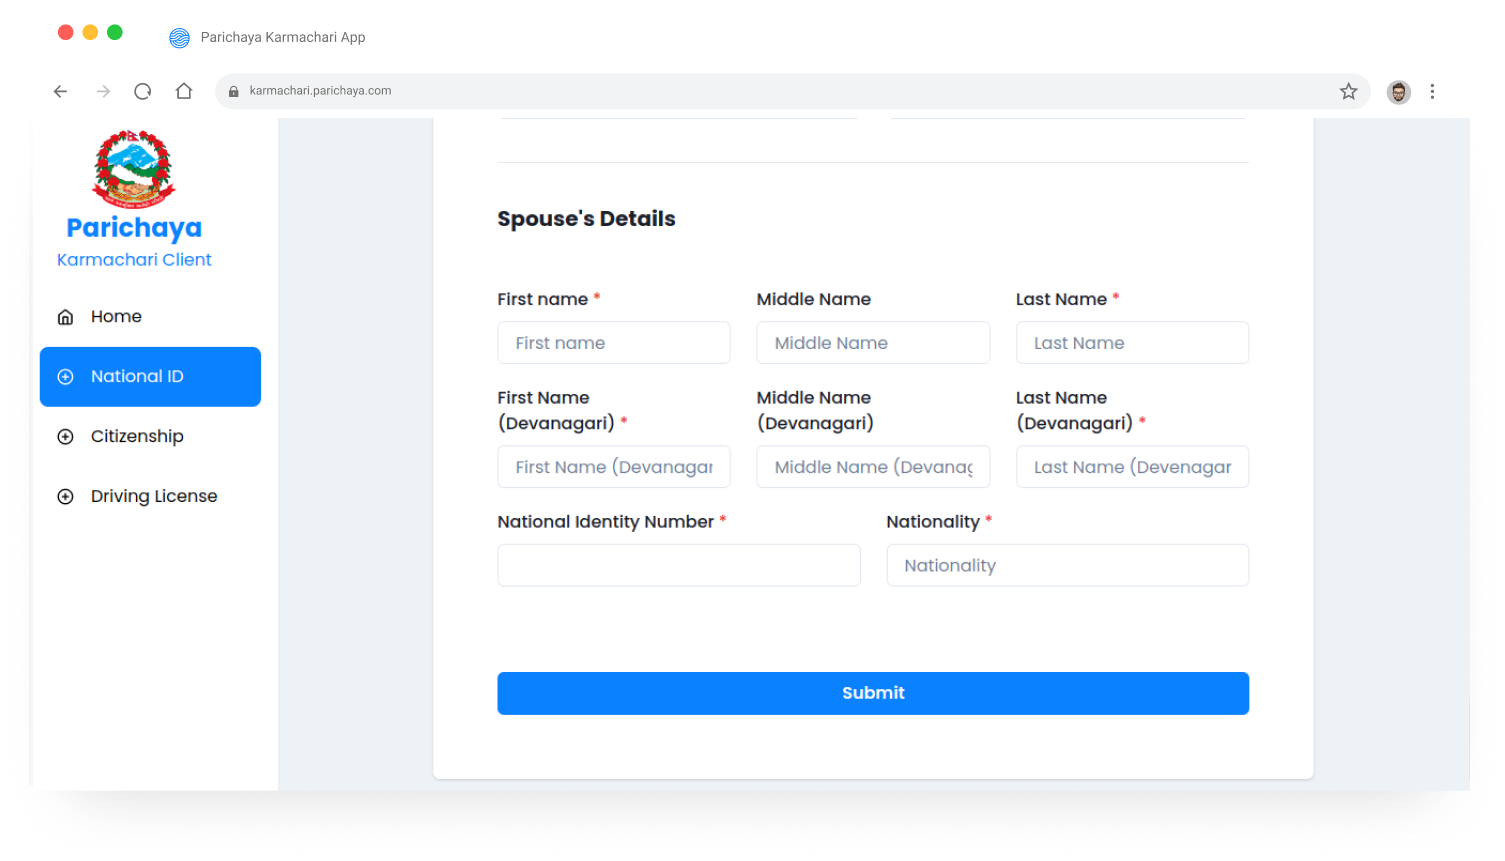 Parichaya Karmachari App
karmachari.parichaya.com
Parichaya
Karmachari Client
Home
National ID
Citizenship
Driving License
Spouse's Details
First name *
Middle Name
Last Name *
First name
Middle Name
Last Name
First Name (Devanagari) *
Middle Name (Devanagari)
Last Name (Devanagari) *
First Name (Devanagar
Middle Name (Devanag
Last Name (Devenagar
National Identity Number *
Nationality *
Nationality
Submit